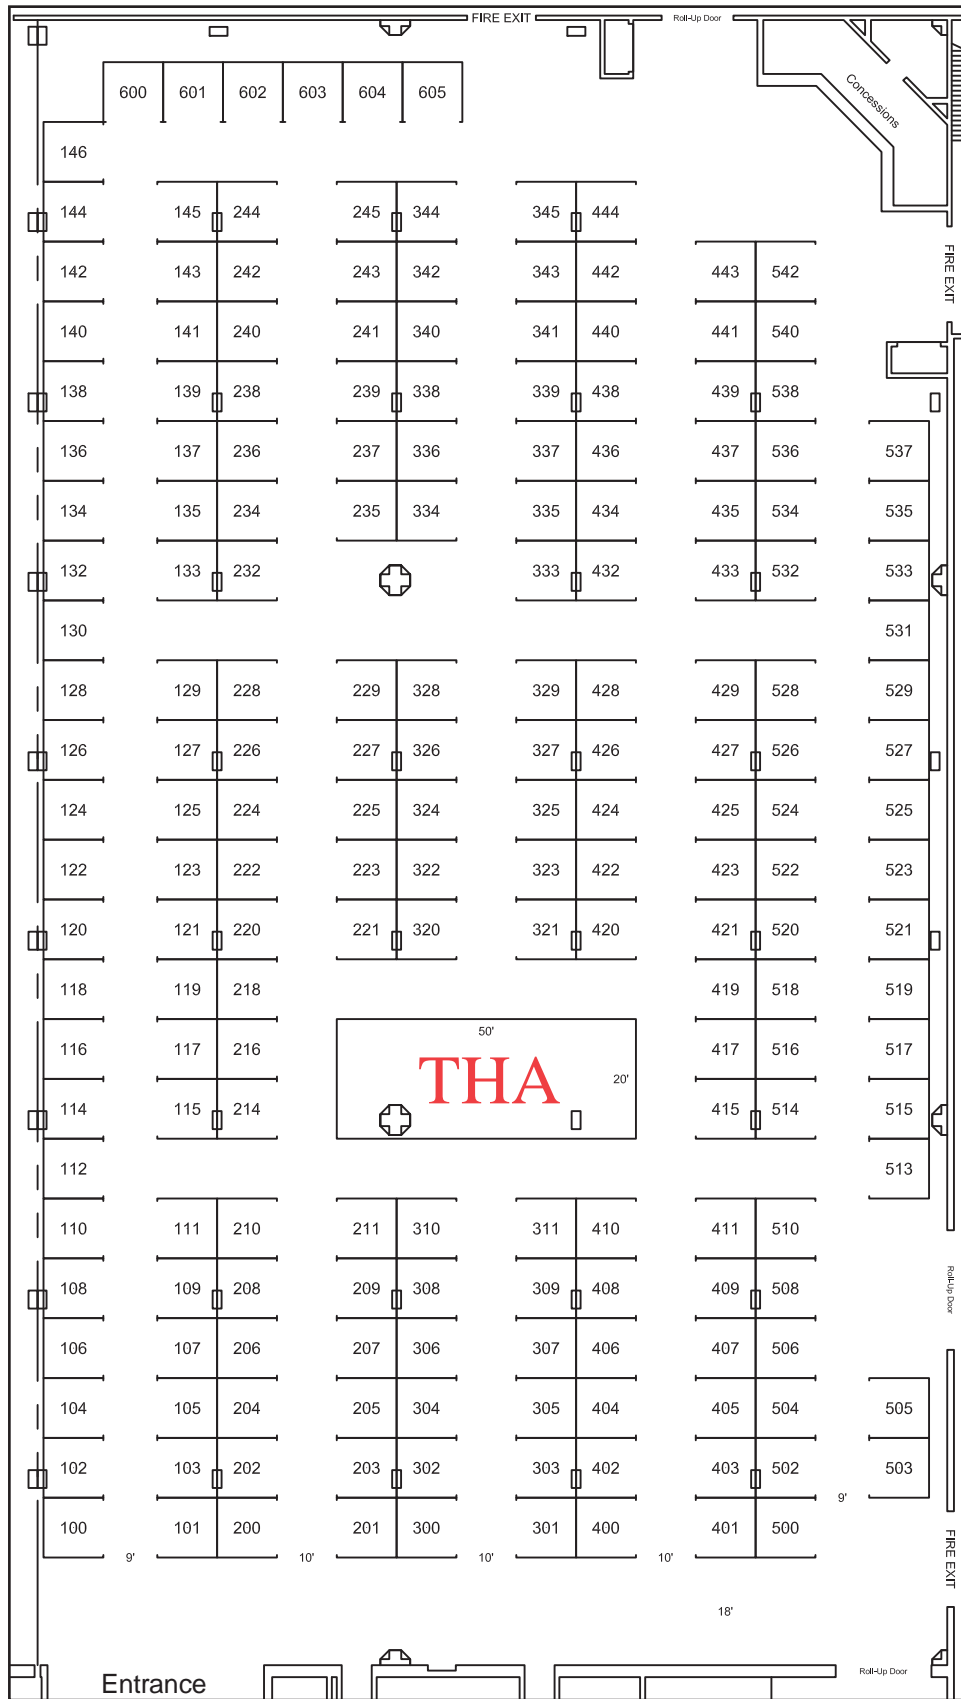 FIRE EXIT Roll-Up Door
600 601 602 603 604 605
Concessions
146
144 145 244 245 344 345 444
142 143 242 243 342 343 442 443 542
FIRE EXIT
140 141 240 241 340 341 440 441 540
138 139 238 239 338 339 438 439 538
136 137 236 237 336 337 436 437 536 537
134 135 234 235 334 335 434 435 534 535
132 133 232 333 432 433 532 533
130 531
128 129 228 229 328 329 428 429 528 529
126 127 226 227 326 327 426 427 526 527
124 125 224 225 324 325 424 425 524 525
122 123 222 223 322 323 422 423 522 523
120 121 220 221 320 321 420 421 520 521
118 119 218 419 518 519
50'
116 117 216 417 516 517
THA 20'
114 115 214 415 514 515
112 513
110 111 210 211 310 311 410 411 510
108 109 208 209 308 309 408 409 508
Roll-Up Door
106 107 206 207 306 307 406 407 506
104 105 204 205 304 305 404 405 504 505
102 103 202 203 302 303 402 403 502 503
9'
100 101 200 201 300 301 400 401 500
9' 10' 10' 10'
FIRE EXIT
18'
Entrance Roll-Up Door